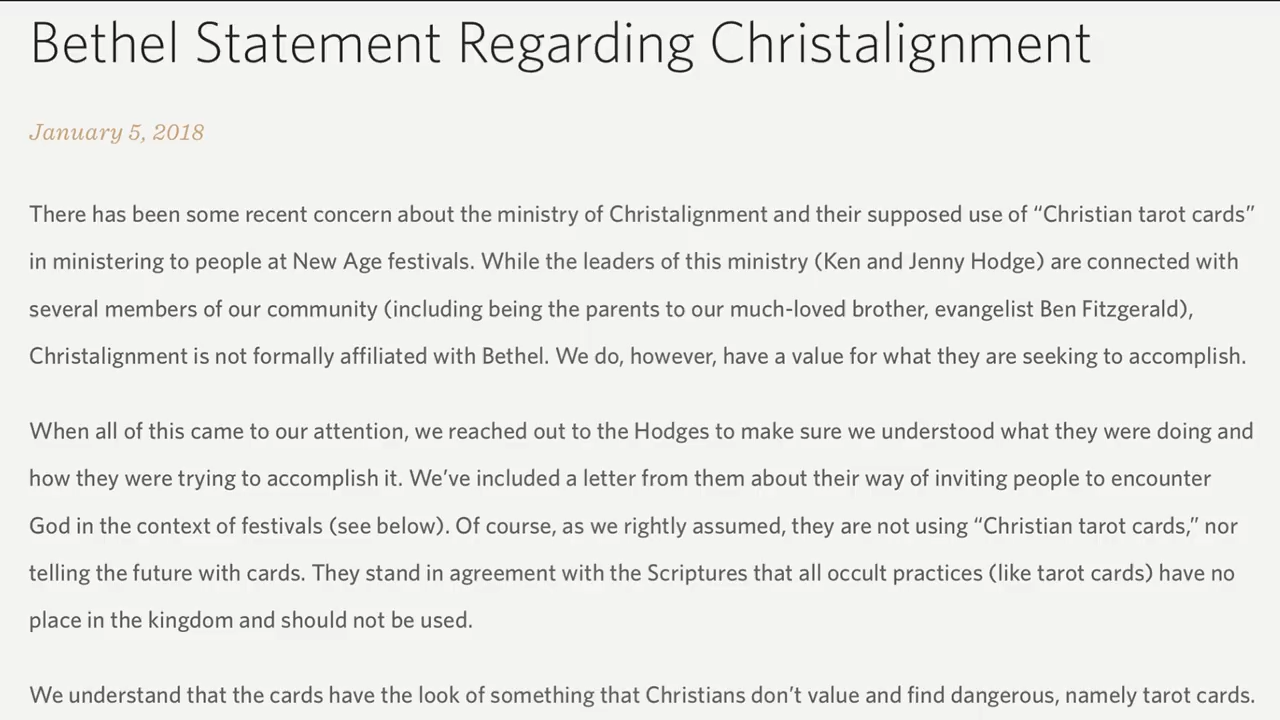 Bethel Statement Regarding Christalignment
January 5, 2018
There has been some recent concern about the ministry of Christalignment and their supposed use of “Christian tarot cards”
in ministering to people at New Age festivals. While the leaders of this ministry (Ken and Jenny Hodge) are connected with
several members of our community (including being the parents to our much-loved brother, evangelist Ben Fitzgerald),
Christalignment is not formally affiliated with Bethel. We do, however, have a value for what they are seeking to accomplish.
When all of this came to our attention, we reached out to the Hodges to make sure we understood what they were doing and
how they were trying to accomplish it. We’ve included a letter from them about their way of inviting people to encounter
God in the context of festivals (see below). Of course, as we rightly assumed, they are not using “Christian tarot cards,” nor
telling the future with cards. They stand in agreement with the Scriptures that all occult practices (like tarot cards) have no
place in the kingdom and should not be used.
We understand that the cards have the look of something that Christians don’t value and find dangerous, namely tarot cards.